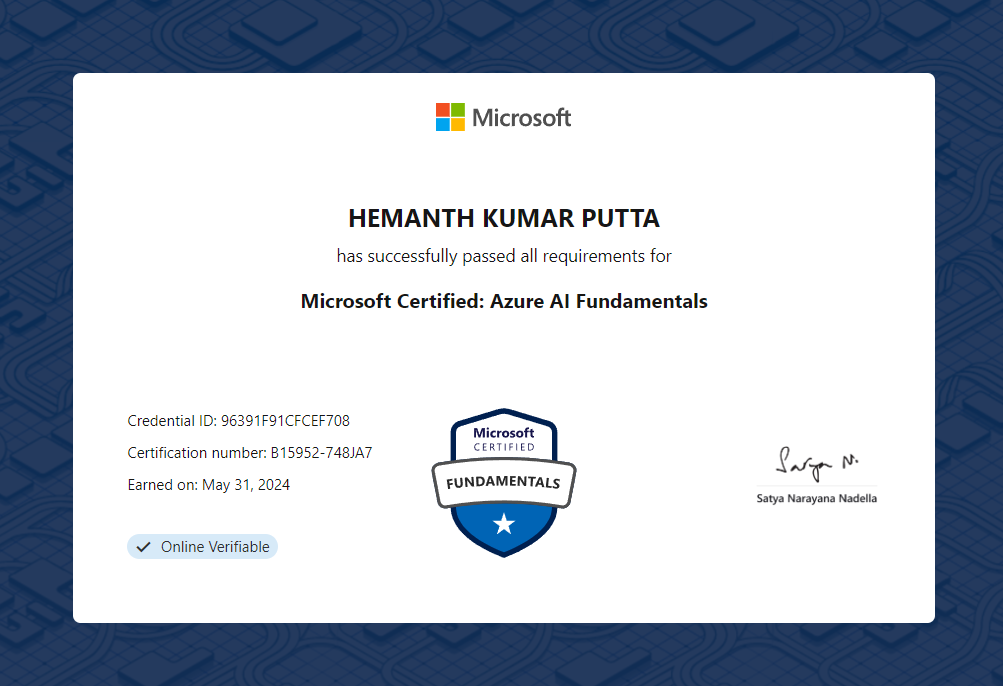 Microsoft
HEMANTH KUMAR PUTTA
has successfully passed all requirements for
Microsoft Certified: Azure AI Fundamentals
Credential ID: 96391F91CFCEF708
Certification number: B15952-748JA7
Earned on: May 31, 2024
Online Verifiable
Microsoft
CERTIFIED
FUNDAMENTALS
Satya N.
Satya Narayana Nadella